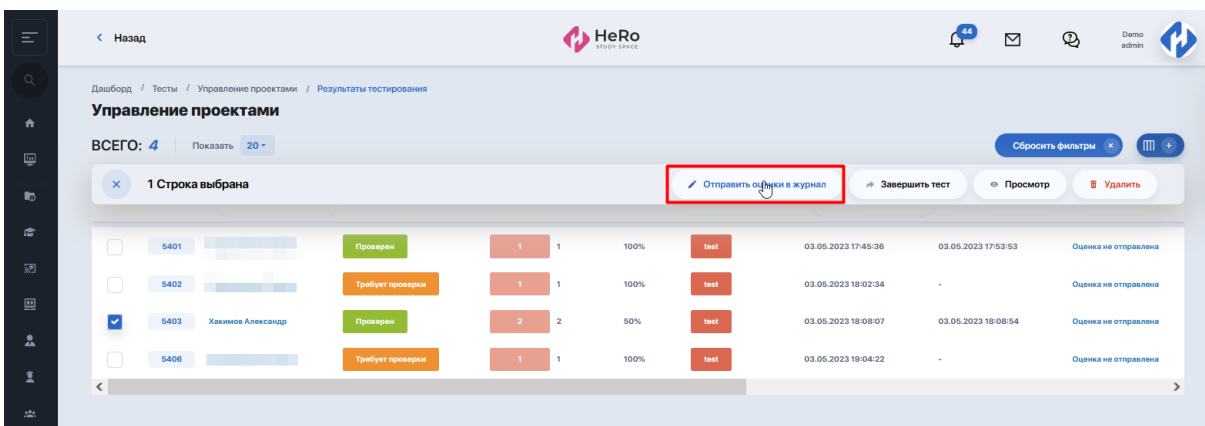 Назад
HeRo
STUDY SPACE
44
Demo
admin
Дашборд / Тесты / Управление проектами / Результаты тестирования
Управление проектами
ВСЕГО: 4 Показать 20
Сбросить фильтры
1 Строка выбрана
Отправить оценки в журнал
Завершить тест
Просмотр
Удалить
5401 Проверен 1 1 100% test 03.05.2023 17:45:36 03.05.2023 17:53:53 Оценка не отправлена
5402 Требует проверки 1 1 100% test 03.05.2023 18:02:34 - Оценка не отправлена
5403 Хакимов Александр Проверен 2 2 50% test 03.05.2023 18:08:07 03.05.2023 18:08:54 Оценка не отправлена
5406 Требует проверки 1 1 100% test 03.05.2023 19:04:22 - Оценка не отправлена